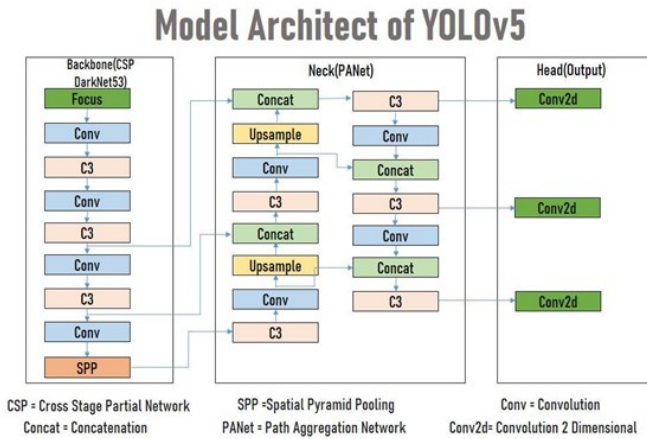 Model Architect of YOLOv5
Backbone(CSP
DarkNet53)
Focus
Conv
C3
Conv
C3
Conv
C3
Conv
SPP
Neck(PANet)
Concat
Upsample
Conv
C3
Concat
Upsample
Conv
C3
C3
Conv
Concat
C3
Conv
Concat
C3
Head(Output)
Conv2d
Conv2d
Conv2d
CSP = Cross Stage Partial Network
Concat = Concatenation
SPP =Spatial Pyramid Pooling
PANet = Path Aggregation Network
Conv = Convolution
Conv2d= Convolution 2 Dimensional